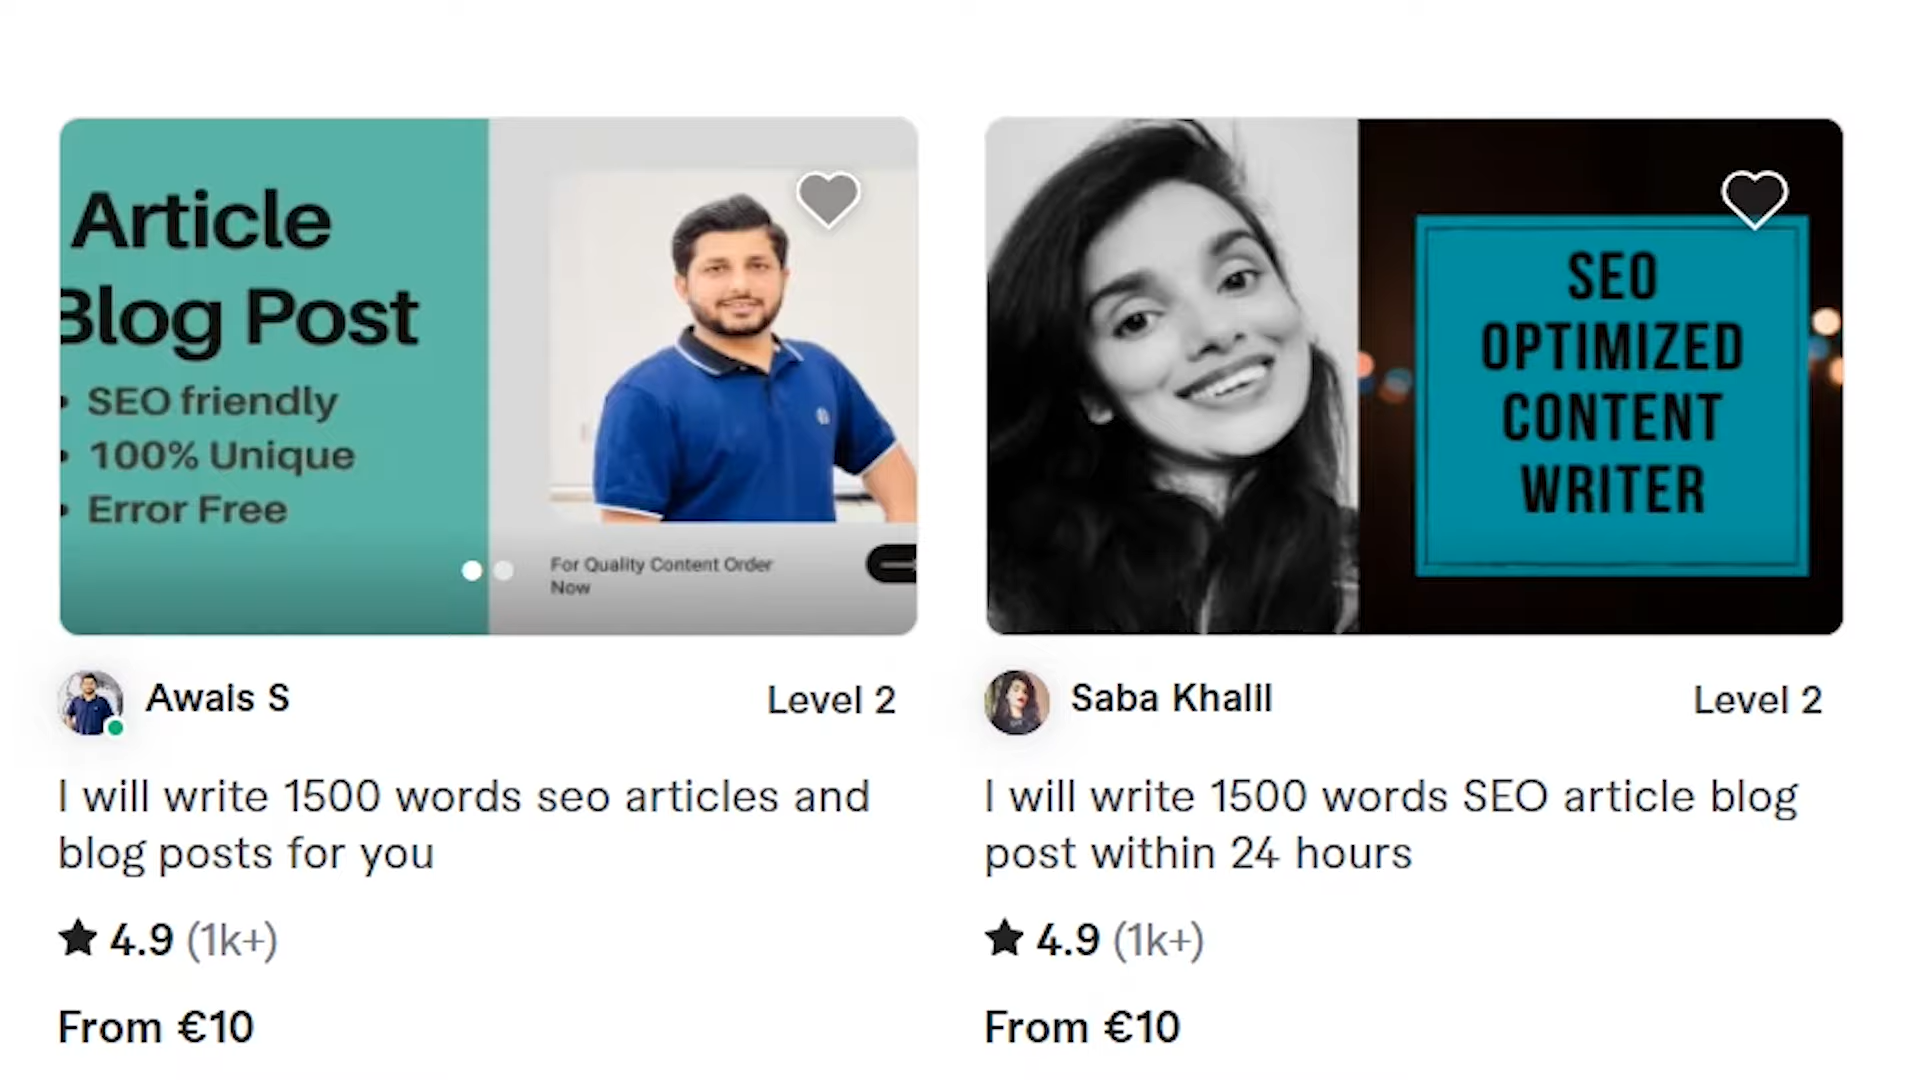 Article
Blog Post
• SEO friendly
• 100% Unique
• Error Free
For Quality Content Order
Now
SEO
OPTIMIZED
CONTENT
WRITER
Awais S
Level 2
I will write 1500 words seo articles and
blog posts for you
4.9 (1k+)
From €10
Saba Khalil
Level 2
I will write 1500 words SEO article blog
post within 24 hours
4.9 (1k+)
From €10